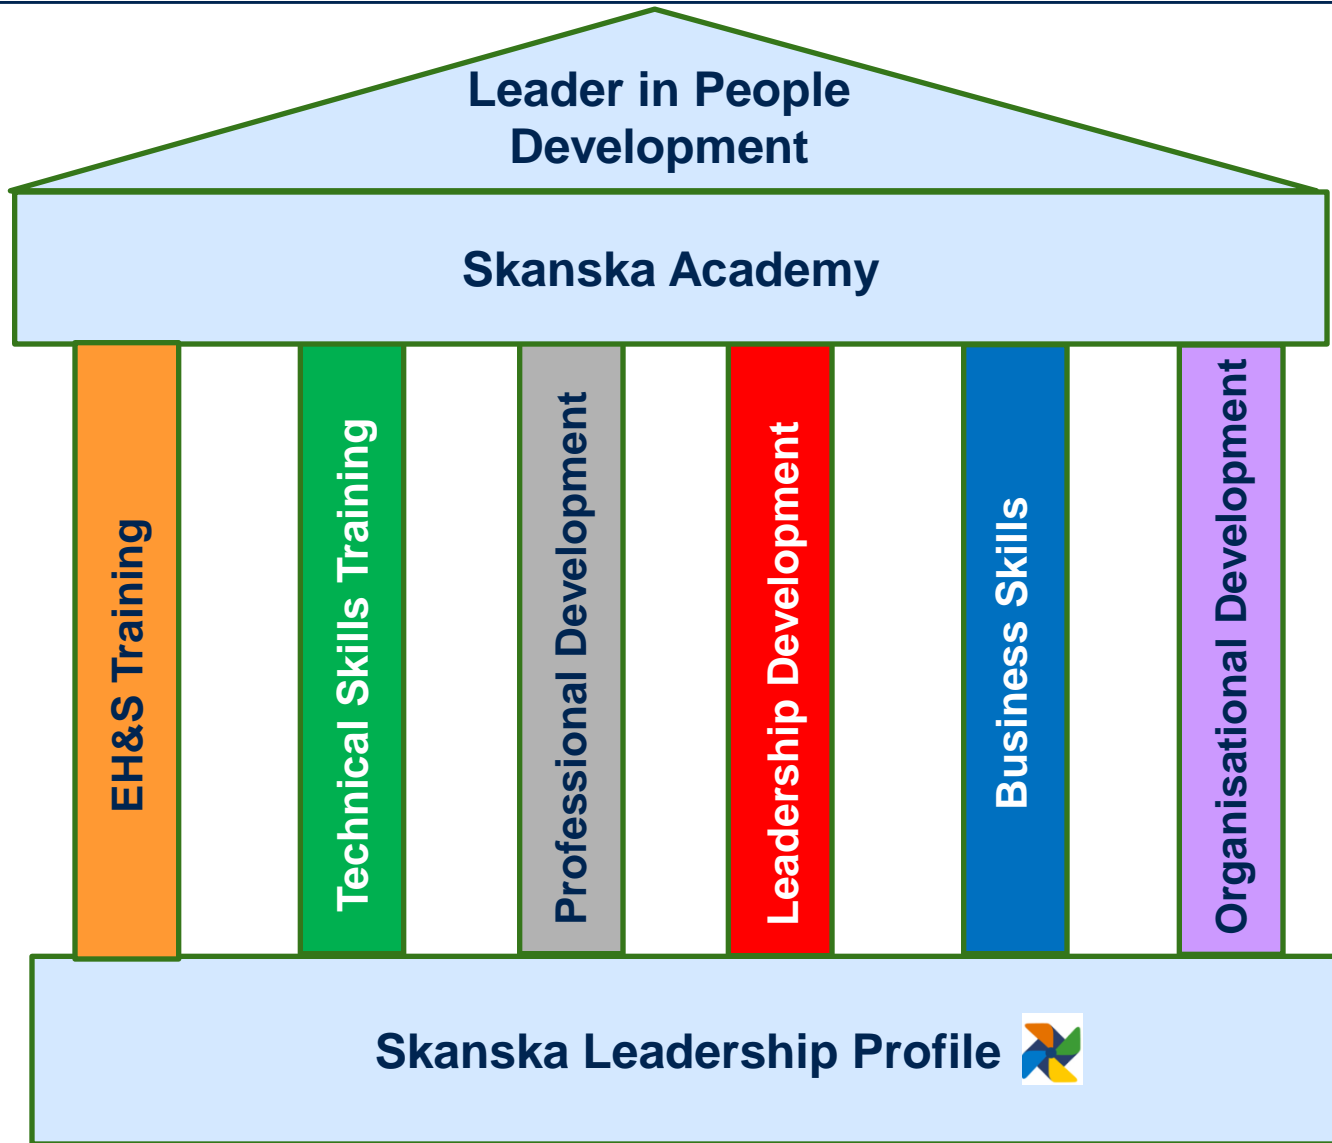 Leader in People
Development
Skanska Academy
EH&S Training
Technical Skills Training
Professional Development
Leadership Development
Business Skills
Organisational Development
Skanska Leadership Profile